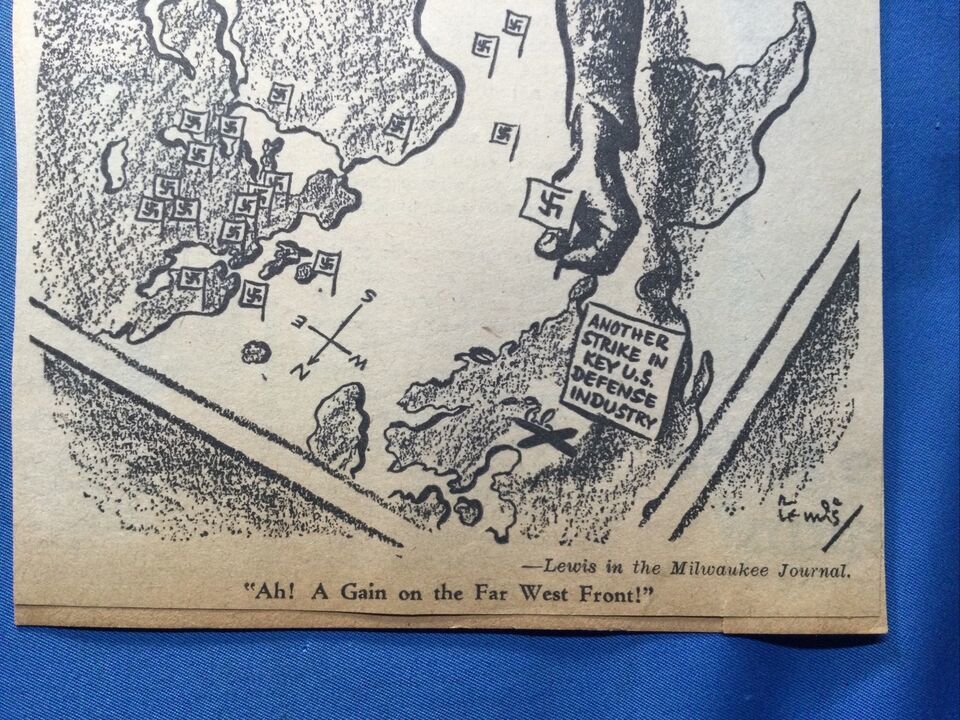 S
E
W
N
ANOTHER
STRIKE IN
KEY U.S.
DEFENSE
INDUSTRY
R. Lewis
—Lewis in the Milwaukee Journal.
"Ah! A Gain on the Far West Front!"